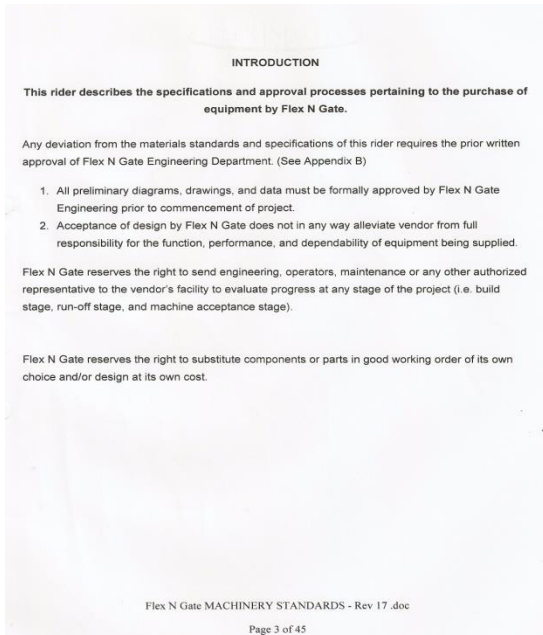 INTRODUCTION
This rider describes the specifications and approval processes pertaining to the purchase of
equipment by Flex N Gate.
Any deviation from the materials standards and specifications of this rider requires the prior written
approval of Flex N Gate Engineering Department. (See Appendix B)
1. All preliminary diagrams, drawings, and data must be formally approved by Flex N Gate
Engineering prior to commencement of project.
2. Acceptance of design by Flex N Gate does not in any way alleviate vendor from full
responsibility for the function, performance, and dependability of equipment being supplied.
Flex N Gate reserves the right to send engineering, operators, maintenance or any other authorized
representative to the vendor's facility to evaluate progress at any stage of the project (i.e. build
stage, run-off stage, and machine acceptance stage).
Flex N Gate reserves the right to substitute components or parts in good working order of its own
choice and/or design at its own cost.
Flex N Gate MACHINERY STANDARDS - Rev 17 .doc
Page 3 of 45